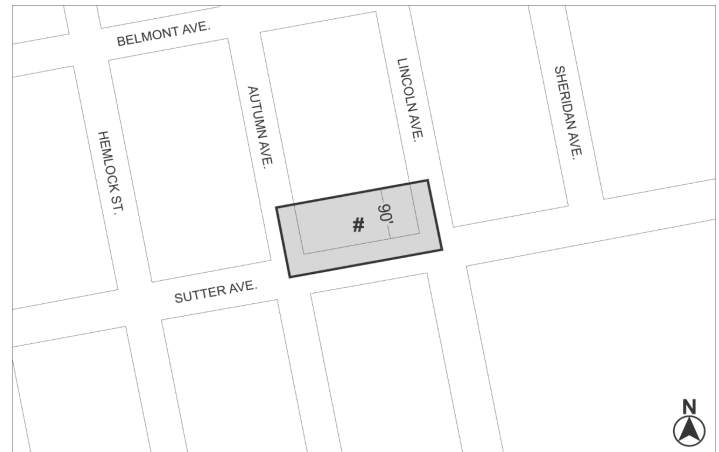 BELMONT AVE.
HEMLOCK ST.
AUTUMN AVE.
LINCOLN AVE.
SHERIDAN AVE.
#
90'
SUTTER AVE.
N